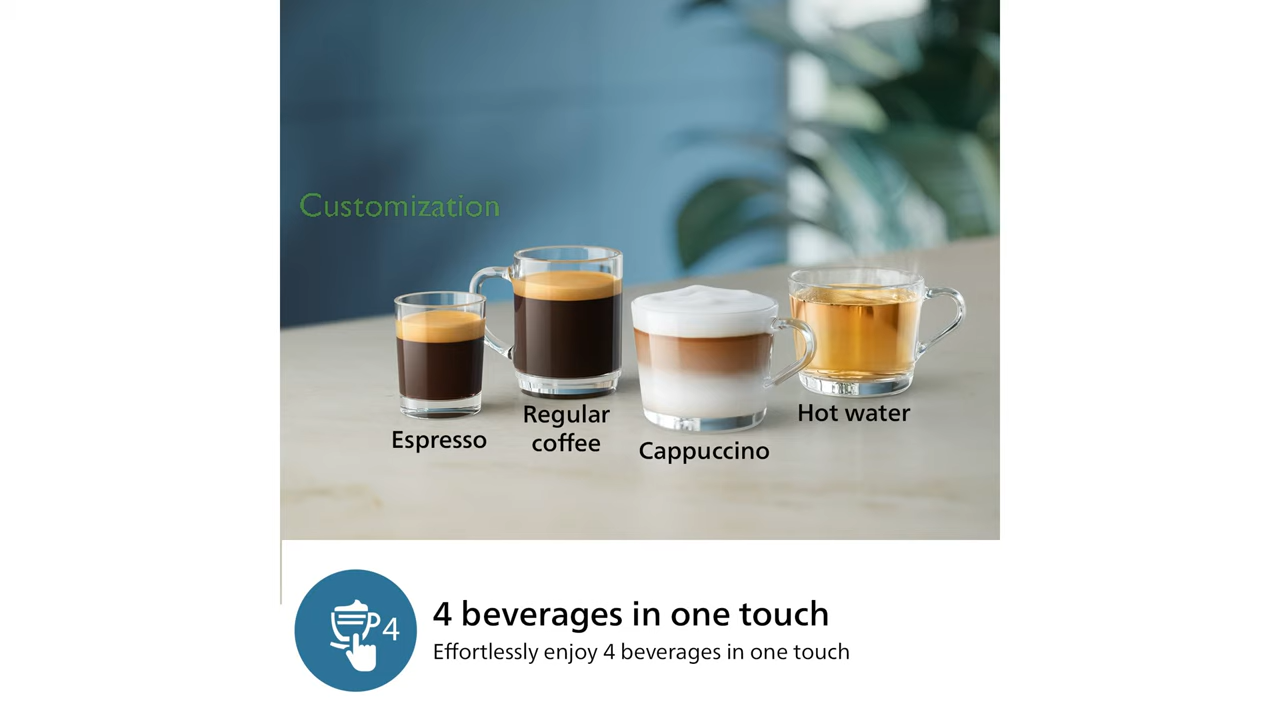 Customization
Espresso
Regular
coffee
Cappuccino
Hot water
4
4 beverages in one touch
Effortlessly enjoy 4 beverages in one touch